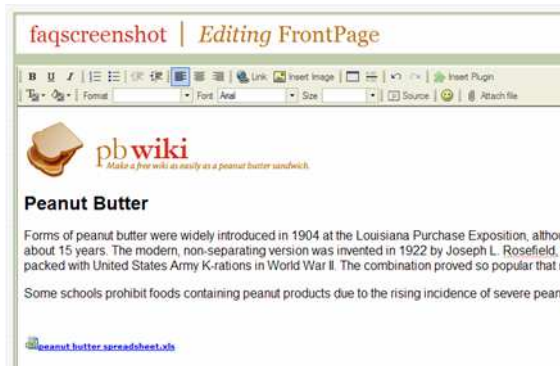 faqscreenshot | Editing FrontPage
B U I Link Insert Image Insert Plugin
Format Font Arial Size Source Attach file
pbwiki
Make a free wiki as easily as a peanut butter sandwich.
Peanut Butter
Forms of peanut butter were widely introduced in 1904 at the Louisiana Purchase Exposition,
about 15 years. The modern, non-separating version was invented in 1922 by Joseph L. Rosefield,
packed with United States Army K-rations in World War II. The combination proved so popular that
Some schools prohibit foods containing peanut products due to the rising incidence of severe
peanut butter spreadsheet.xls